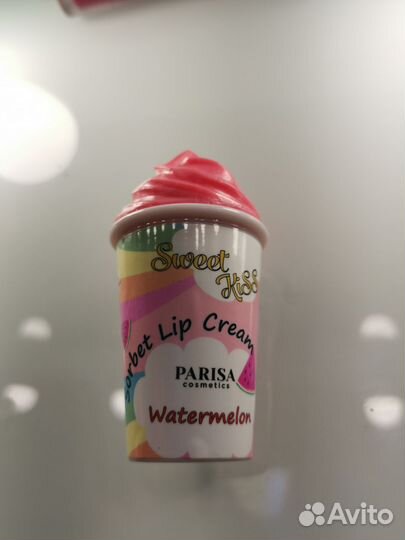 Sweet
Kiss
Sorbet Lip Cream
PARISA
cosmetics
Watermelon
Avito